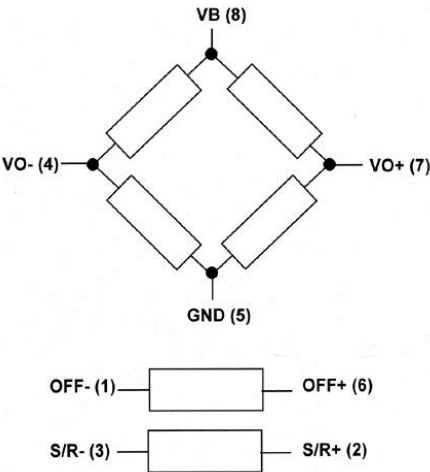 VB (8)
VO- (4)
VO+ (7)
GND (5)
OFF- (1)
OFF+ (6)
S/R- (3)
S/R+ (2)